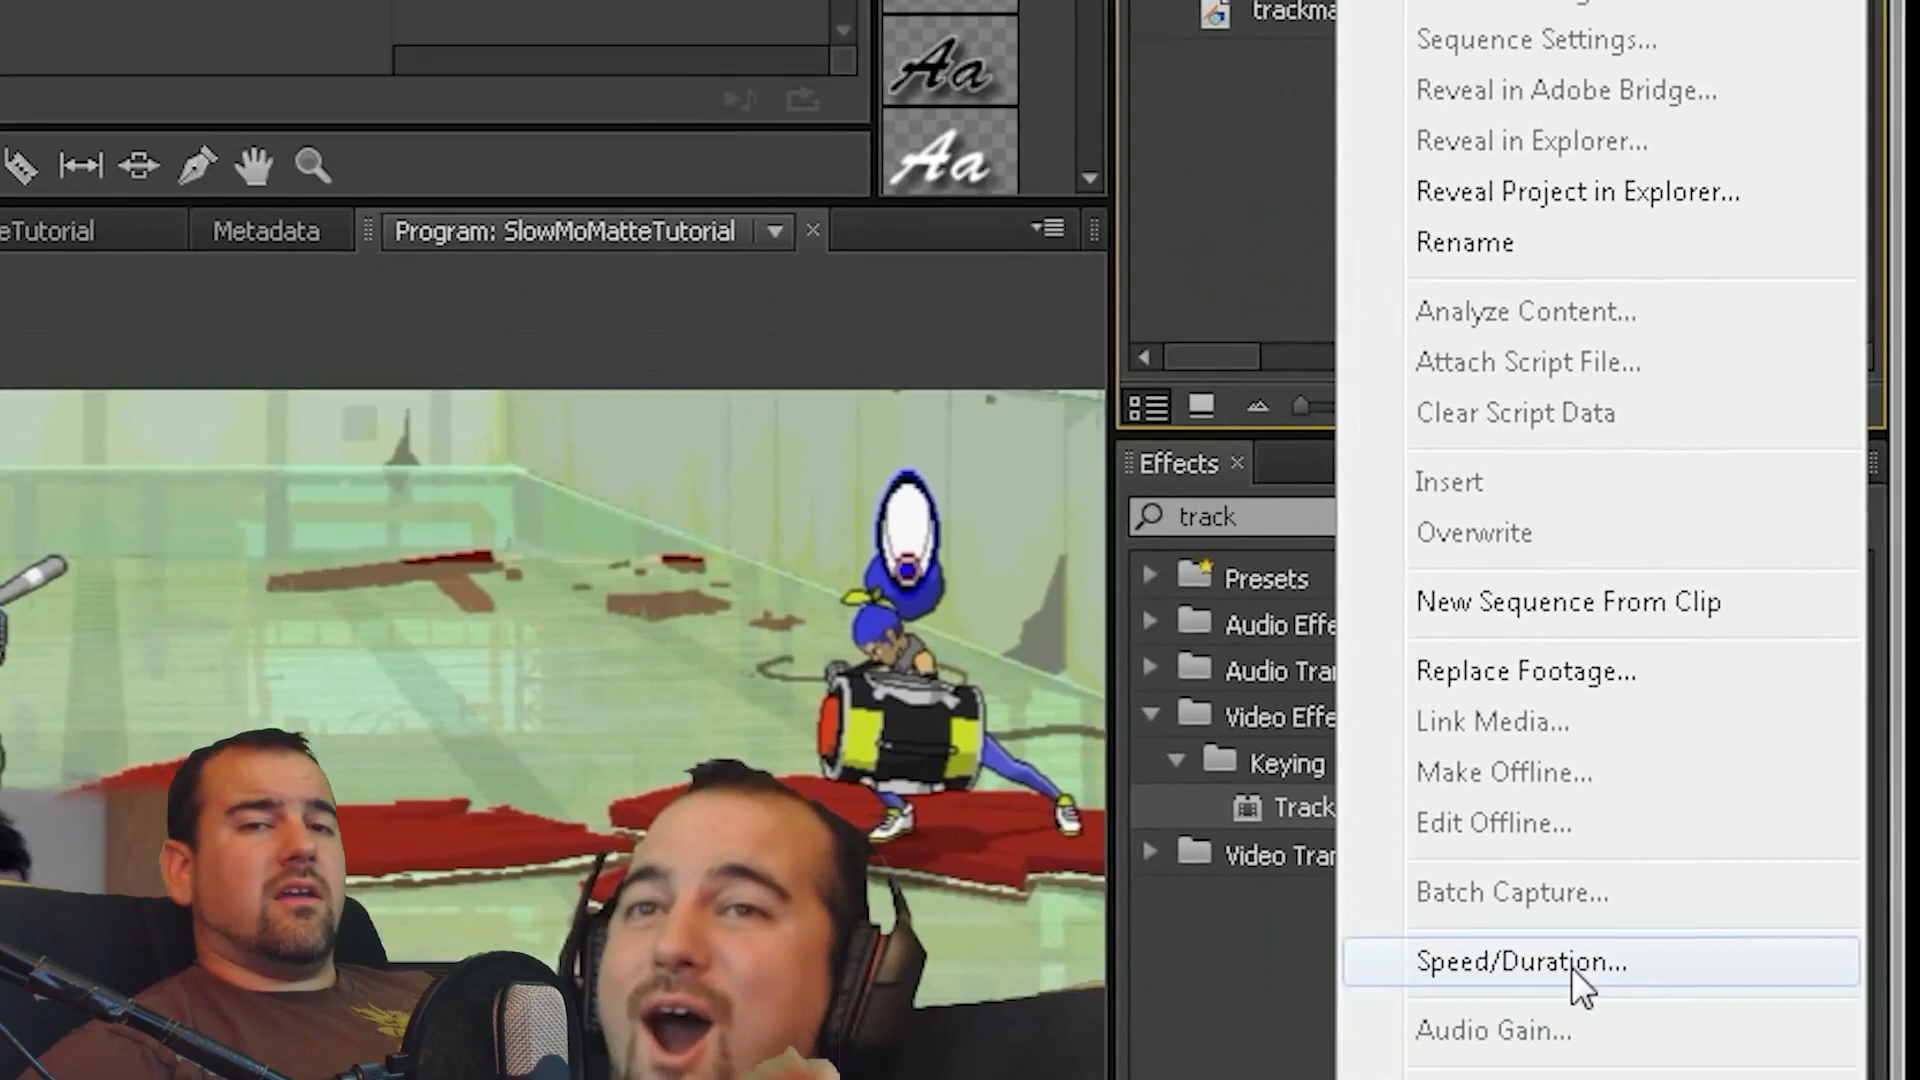 Aa
Aa
eTutorial
Metadata
Program: SlowMoMatteTutorial
trackma
Effects
track
Presets
Audio Effe
Audio Tra
Video Effe
Keying
Track
Video Tra
Sequence Settings...
Reveal in Adobe Bridge...
Reveal in Explorer...
Reveal Project in Explorer...
Rename
Analyze Content...
Attach Script File...
Clear Script Data
Insert
Overwrite
New Sequence From Clip
Replace Footage...
Link Media...
Make Offline...
Edit Offline...
Batch Capture...
Speed/Duration...
Audio Gain...